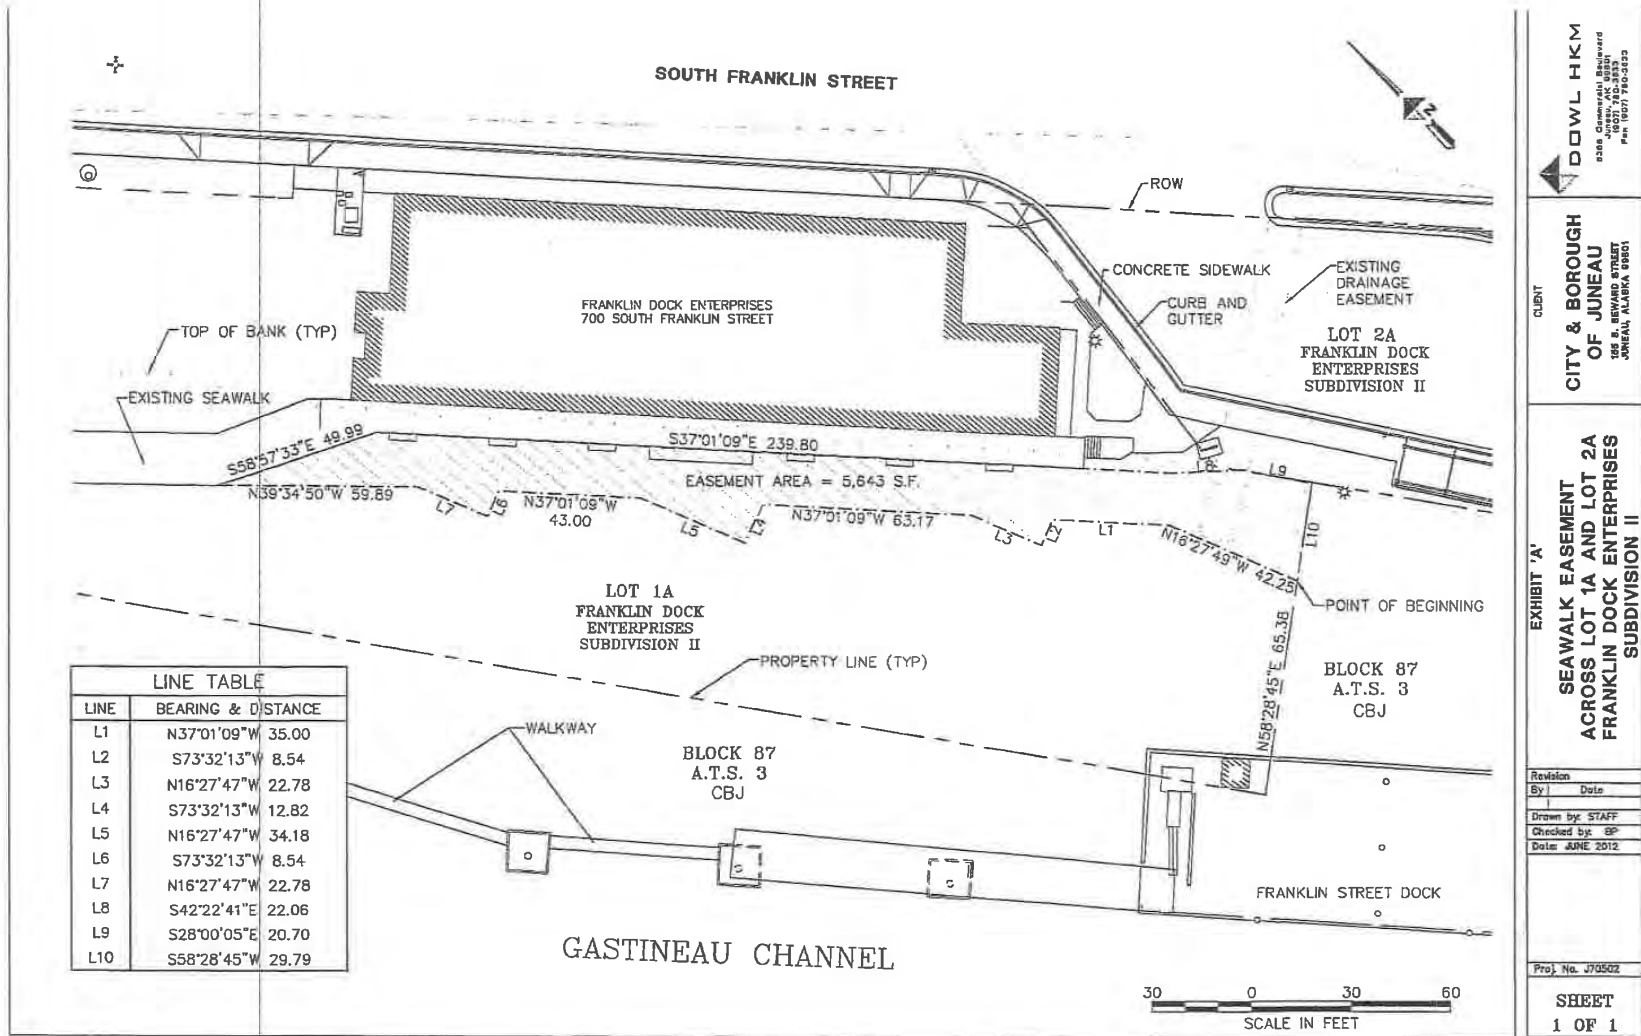 SOUTH FRANKLIN STREET
N
ROW
CONCRETE SIDEWALK
EXISTING
DRAINAGE
EASEMENT
CURB AND
GUTTER
FRANKLIN DOCK ENTERPRISES
700 SOUTH FRANKLIN STREET
LOT 2A
FRANKLIN DOCK
ENTERPRISES
SUBDIVISION II
TOP OF BANK (TYP)
EXISTING SEAWALK
S58°57'33"E 49.99
S37°01'09"E 239.80
L8
L9
EASEMENT AREA = 5,643 S.F.
N39°34'50"W 59.89
L7
L6
N37°01'09"W
43.00
L5
L4
N37°01'09"W 63.17
L3
L2
L1
N16°27'49"W 42.25
L10
POINT OF BEGINNING
LOT 1A
FRANKLIN DOCK
ENTERPRISES
SUBDIVISION II
PROPERTY LINE (TYP)
N58°28'45"E 65.38
BLOCK 87
A.T.S. 3
CBJ
WALKWAY
BLOCK 87
A.T.S. 3
CBJ
LINE TABLE
LINE BEARING & DISTANCE
L1 N37°01'09"W 35.00
L2 S73°32'13"W 8.54
L3 N16°27'47"W 22.78
L4 S73°32'13"W 12.82
L5 N16°27'47"W 34.18
L6 S73°32'13"W 8.54
L7 N16°27'47"W 22.78
L8 S42°22'41"E 22.06
L9 S28°00'05"E 20.70
L10 S58°28'45"W 29.79
FRANKLIN STREET DOCK
GASTINEAU CHANNEL
30 0 30 60
SCALE IN FEET
DOWL HKM
Commercial Boulevard
Juneau, AK
CLIENT
CITY & BOROUGH
OF JUNEAU
155 S. SEWARD STREET
JUNEAU, ALASKA 99801
EXHIBIT 'A'
SEAWALK EASEMENT
ACROSS LOT 1A AND LOT 2A
FRANKLIN DOCK ENTERPRISES
SUBDIVISION II
Revision
By Date
Drawn by: STAFF
Checked by: BP
Date: JUNE 2012
Proj. No. J70502
SHEET
1 OF 1